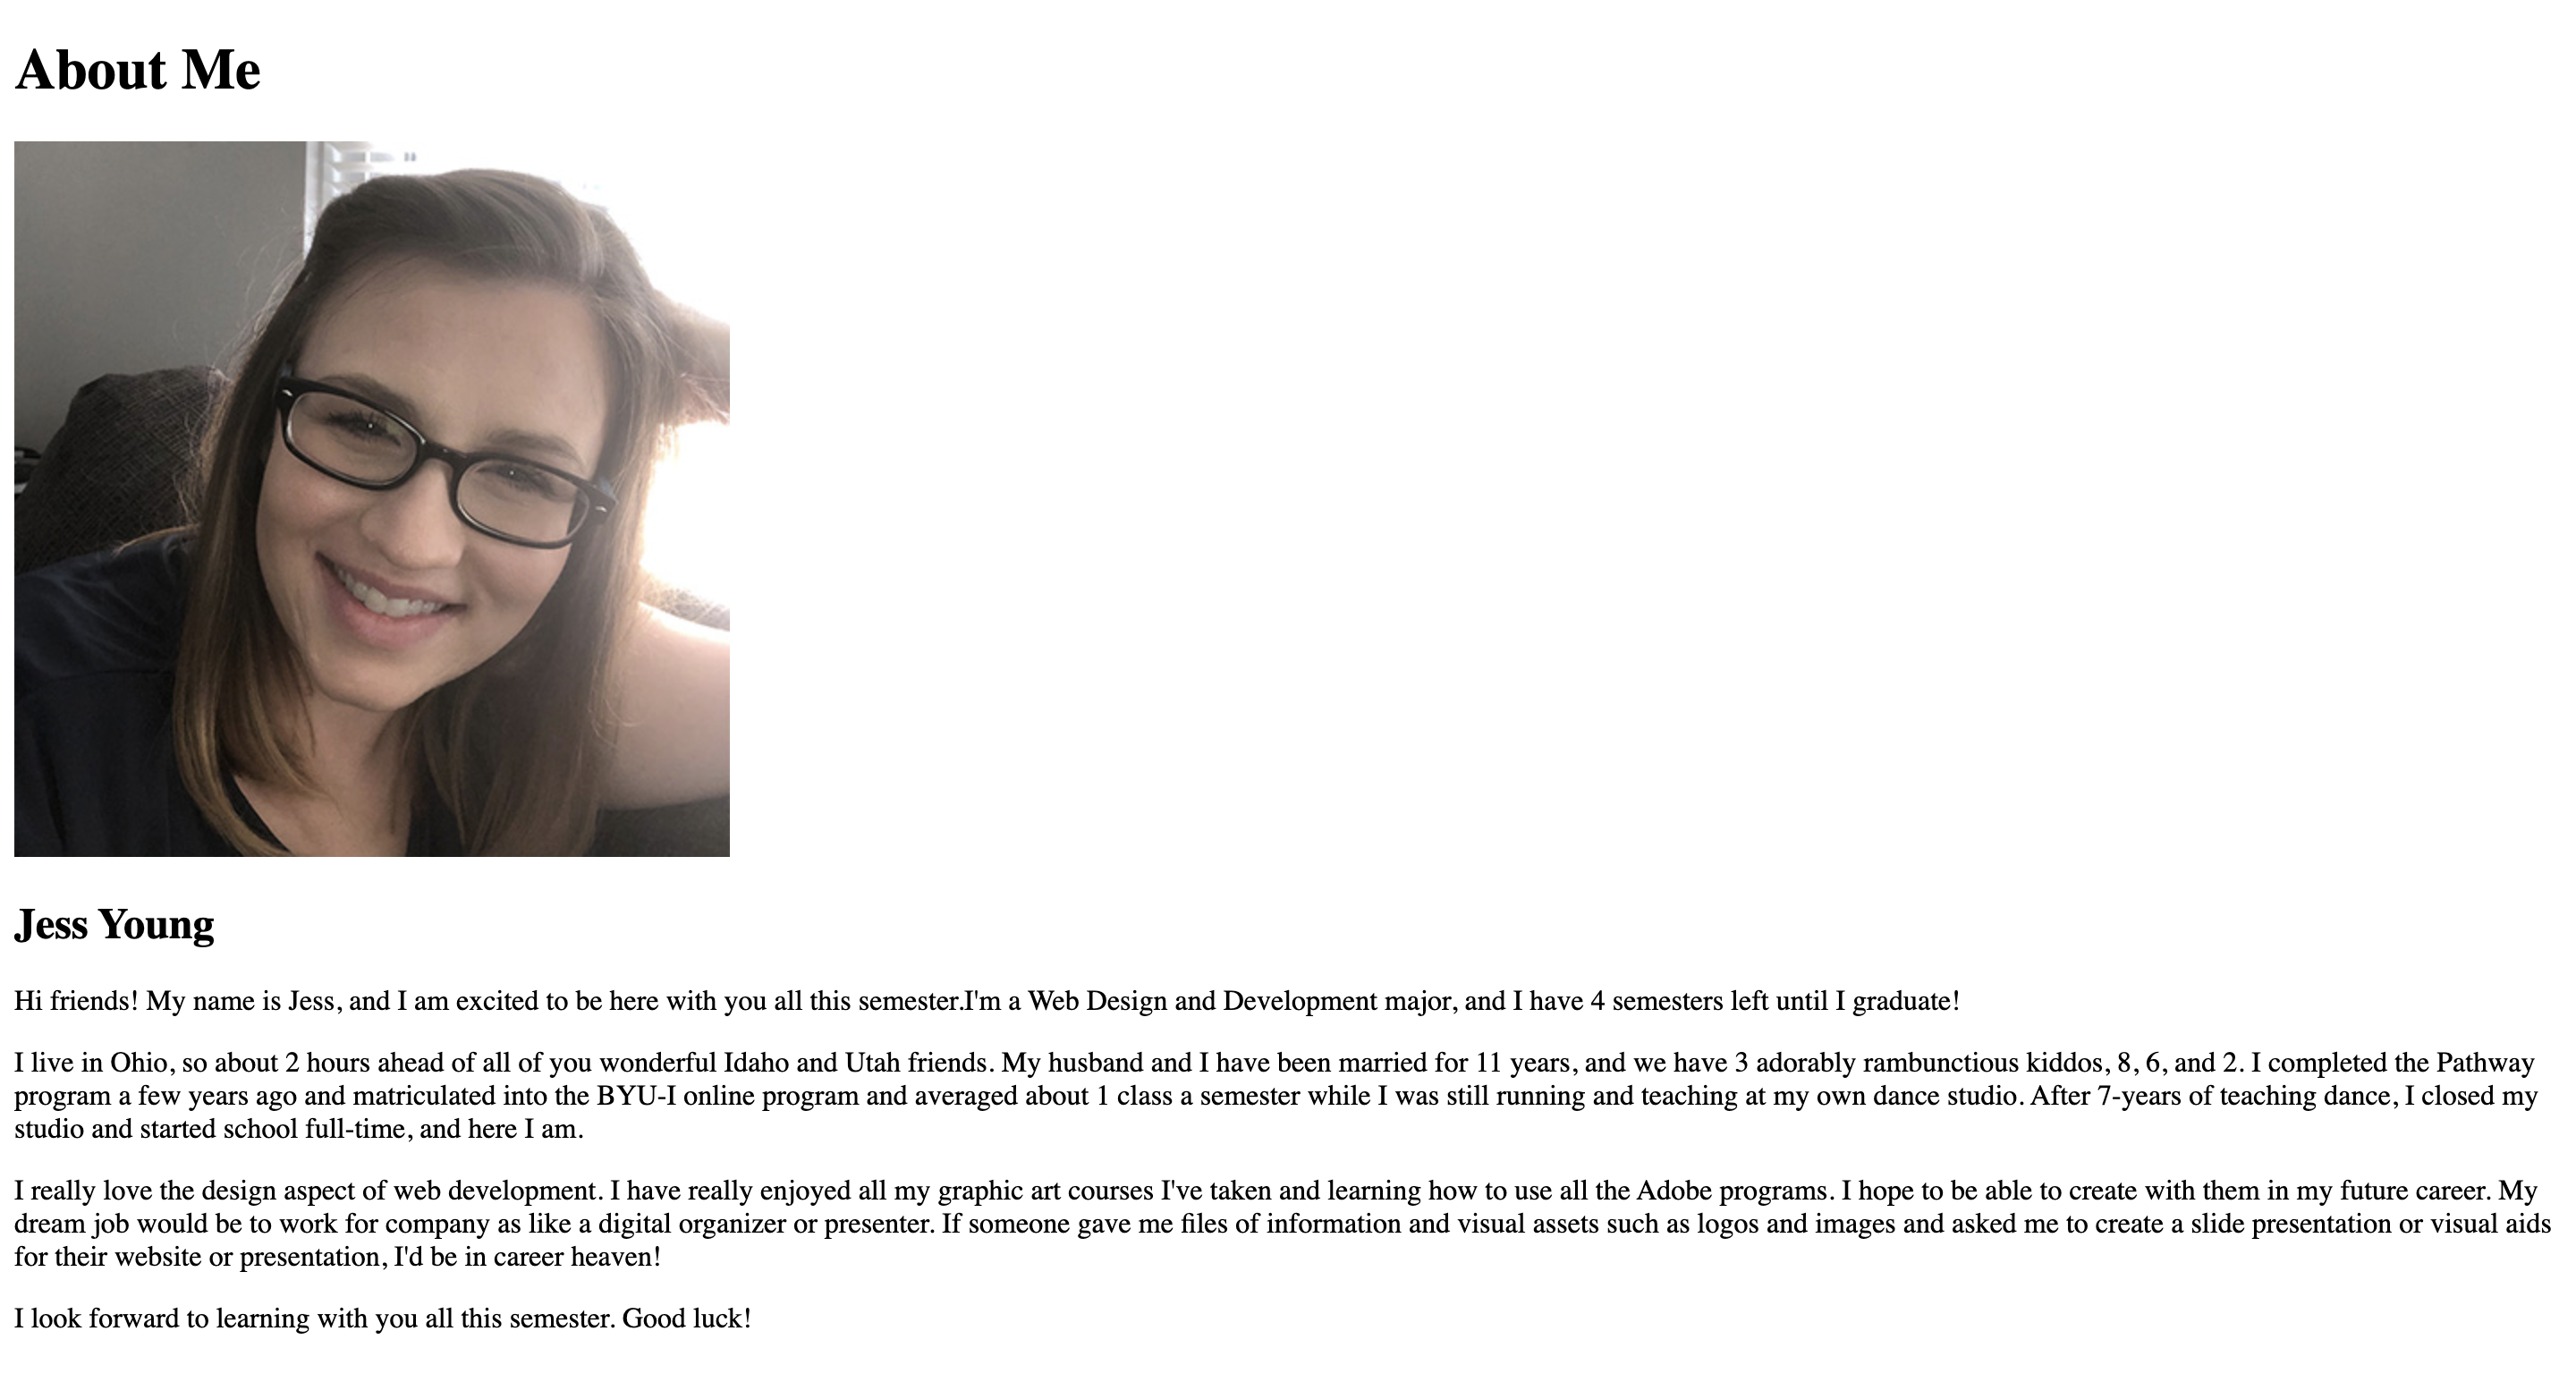 About Me
Jess Young
Hi friends! My name is Jess, and I am excited to be here with you all this semester.I'm a Web Design and Development major, and I have 4 semesters left until I graduate!
I live in Ohio, so about 2 hours ahead of all of you wonderful Idaho and Utah friends. My husband and I have been married for 11 years, and we have 3 adorably rambunctious kiddos, 8, 6, and 2. I completed the Pathway
program a few years ago and matriculated into the BYU-I online program and averaged about 1 class a semester while I was still running and teaching at my own dance studio. After 7-years of teaching dance, I closed my
studio and started school full-time, and here I am.
I really love the design aspect of web development. I have really enjoyed all my graphic art courses I've taken and learning how to use all the Adobe programs. I hope to be able to create with them in my future career. My
dream job would be to work for company as like a digital organizer or presenter. If someone gave me files of information and visual assets such as logos and images and asked me to create a slide presentation or visual aids
for their website or presentation, I'd be in career heaven!
I look forward to learning with you all this semester. Good luck!